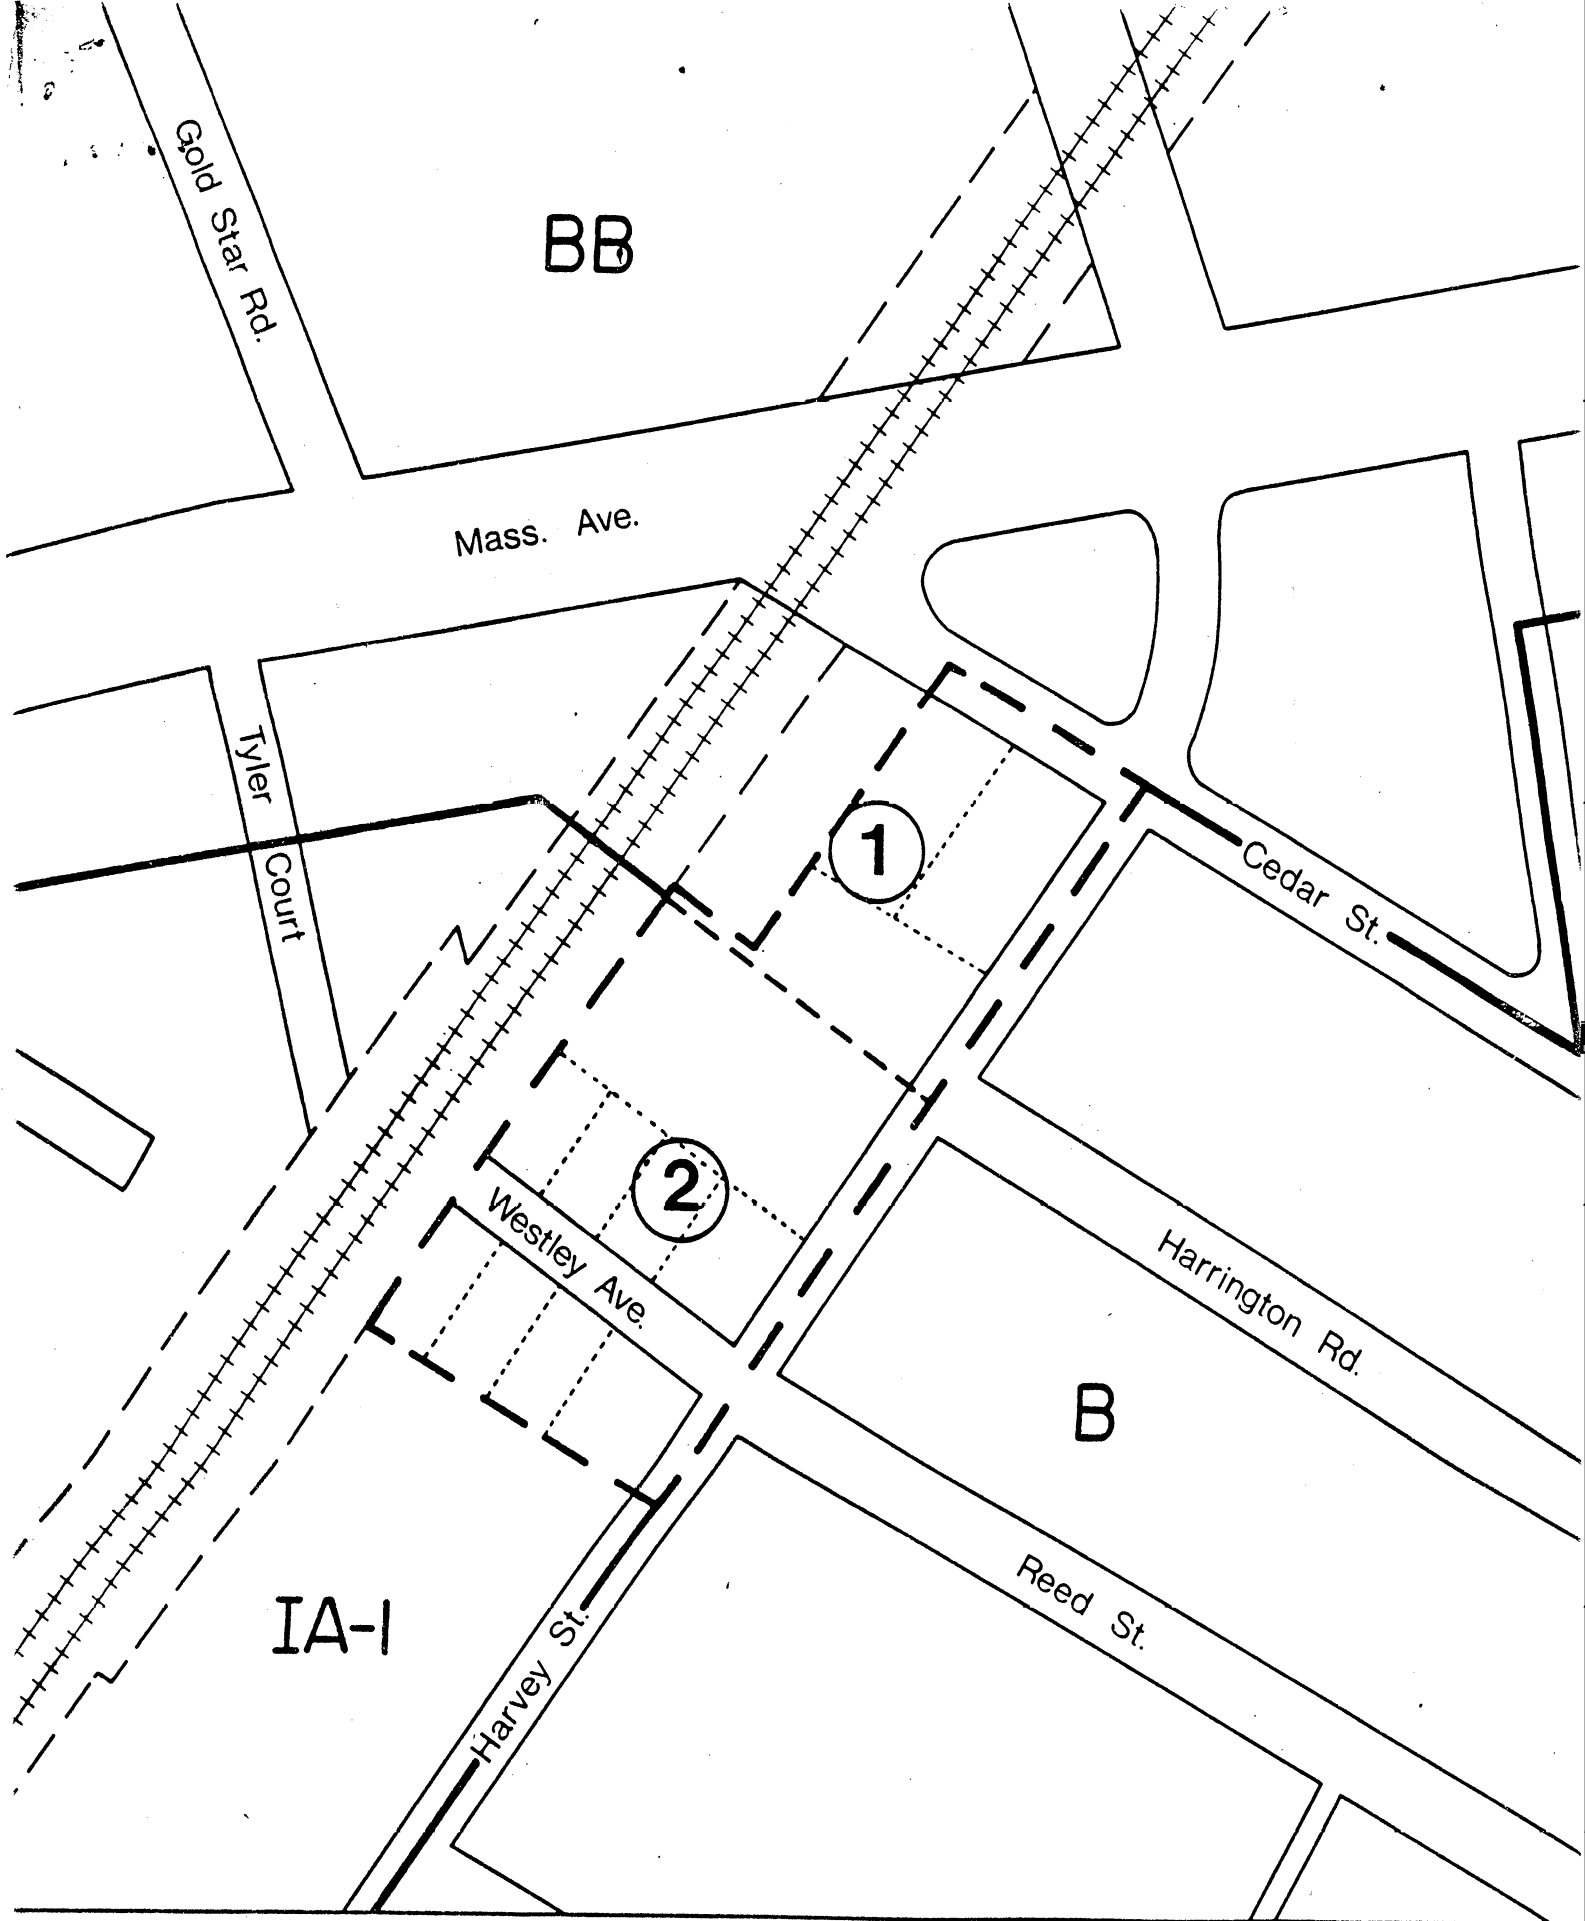 Gold Star Rd.
BB
Mass. Ave.
Tyler Court
1
Cedar St.
2
Westley Ave.
Harrington Rd.
B
Reed St.
IA-1
Harvey St.